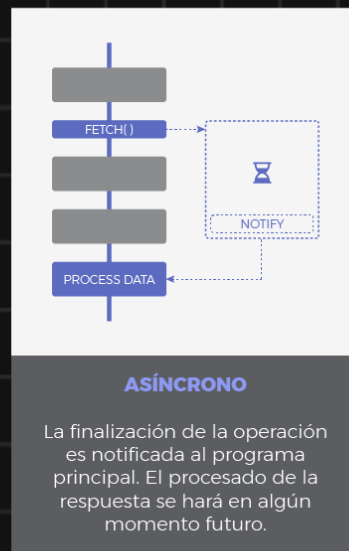 FETCH( )
NOTIFY
PROCESS DATA
ASÍNCRONO
La finalización de la operación
es notificada al programa
principal. El procesado de la
respuesta se hará en algún
momento futuro.